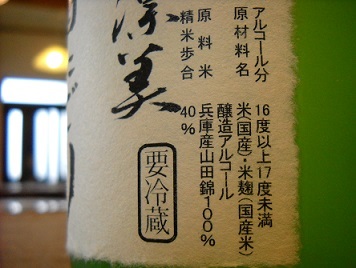 アルコール分 16度以上17度未満
原材料名 米(国産)・米麹(国産米)
醸造アルコール
原料米 兵庫産山田錦100%
精米歩合 40%
要冷蔵
美